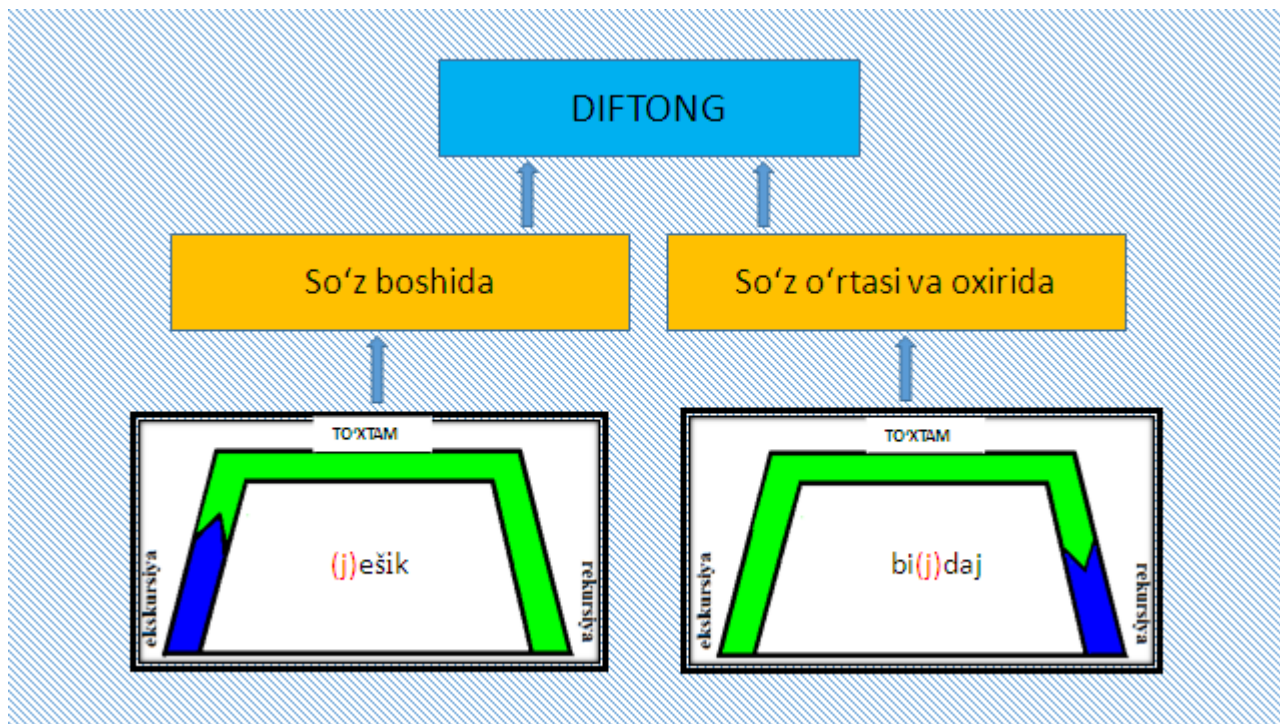 DIFTONG
So‘z boshida
So‘z o‘rtasi va oxirida
TO‘XTAM
ekskursiya
(j)ešik
rekursiya
TO‘XTAM
ekskursiya
bi(j)daj
rekursiya